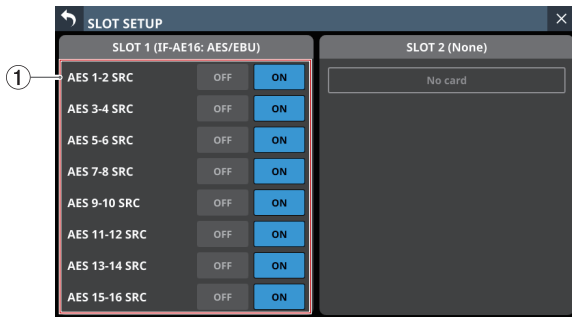 SLOT SETUP
SLOT 1 (IF-AE16: AES/EBU)
SLOT 2 (None)
1
AES 1-2 SRC OFF ON
No card
AES 3-4 SRC OFF ON
AES 5-6 SRC OFF ON
AES 7-8 SRC OFF ON
AES 9-10 SRC OFF ON
AES 11-12 SRC OFF ON
AES 13-14 SRC OFF ON
AES 15-16 SRC OFF ON